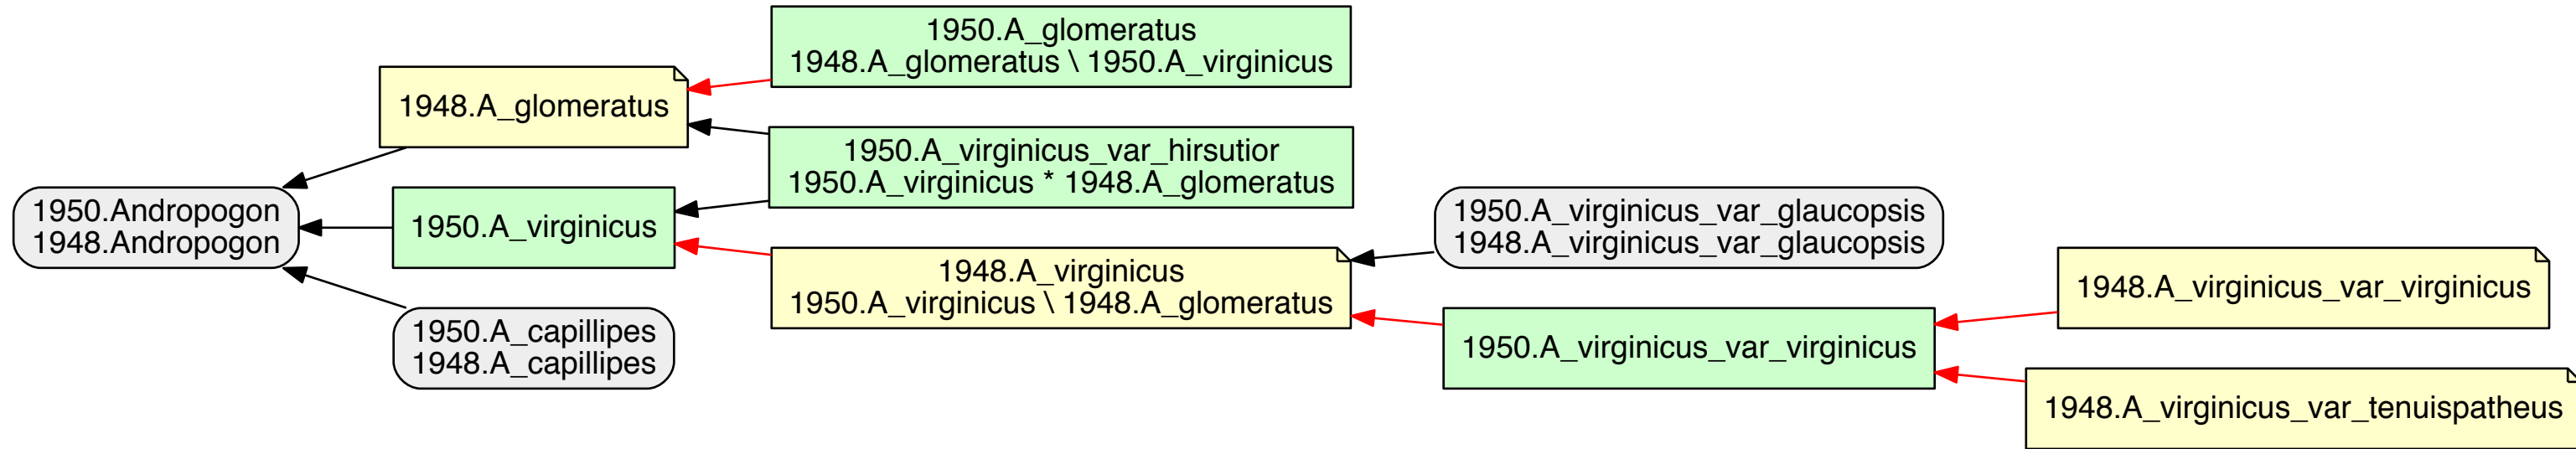 1950.A_glomeratus
1948.A_glomeratus \ 1950.A_virginicus
1948.A_glomeratus
1950.A_virginicus_var_hirsutior
1950.A_virginicus * 1948.A_glomeratus
1950.Andropogon
1948.Andropogon
1950.A_virginicus
1950.A_virginicus_var_glaucopsis
1948.A_virginicus_var_glaucopsis
1948.A_virginicus
1950.A_virginicus \ 1948.A_glomeratus
1948.A_virginicus_var_virginicus
1950.A_capillipes
1948.A_capillipes
1950.A_virginicus_var_virginicus
1948.A_virginicus_var_tenuispatheus